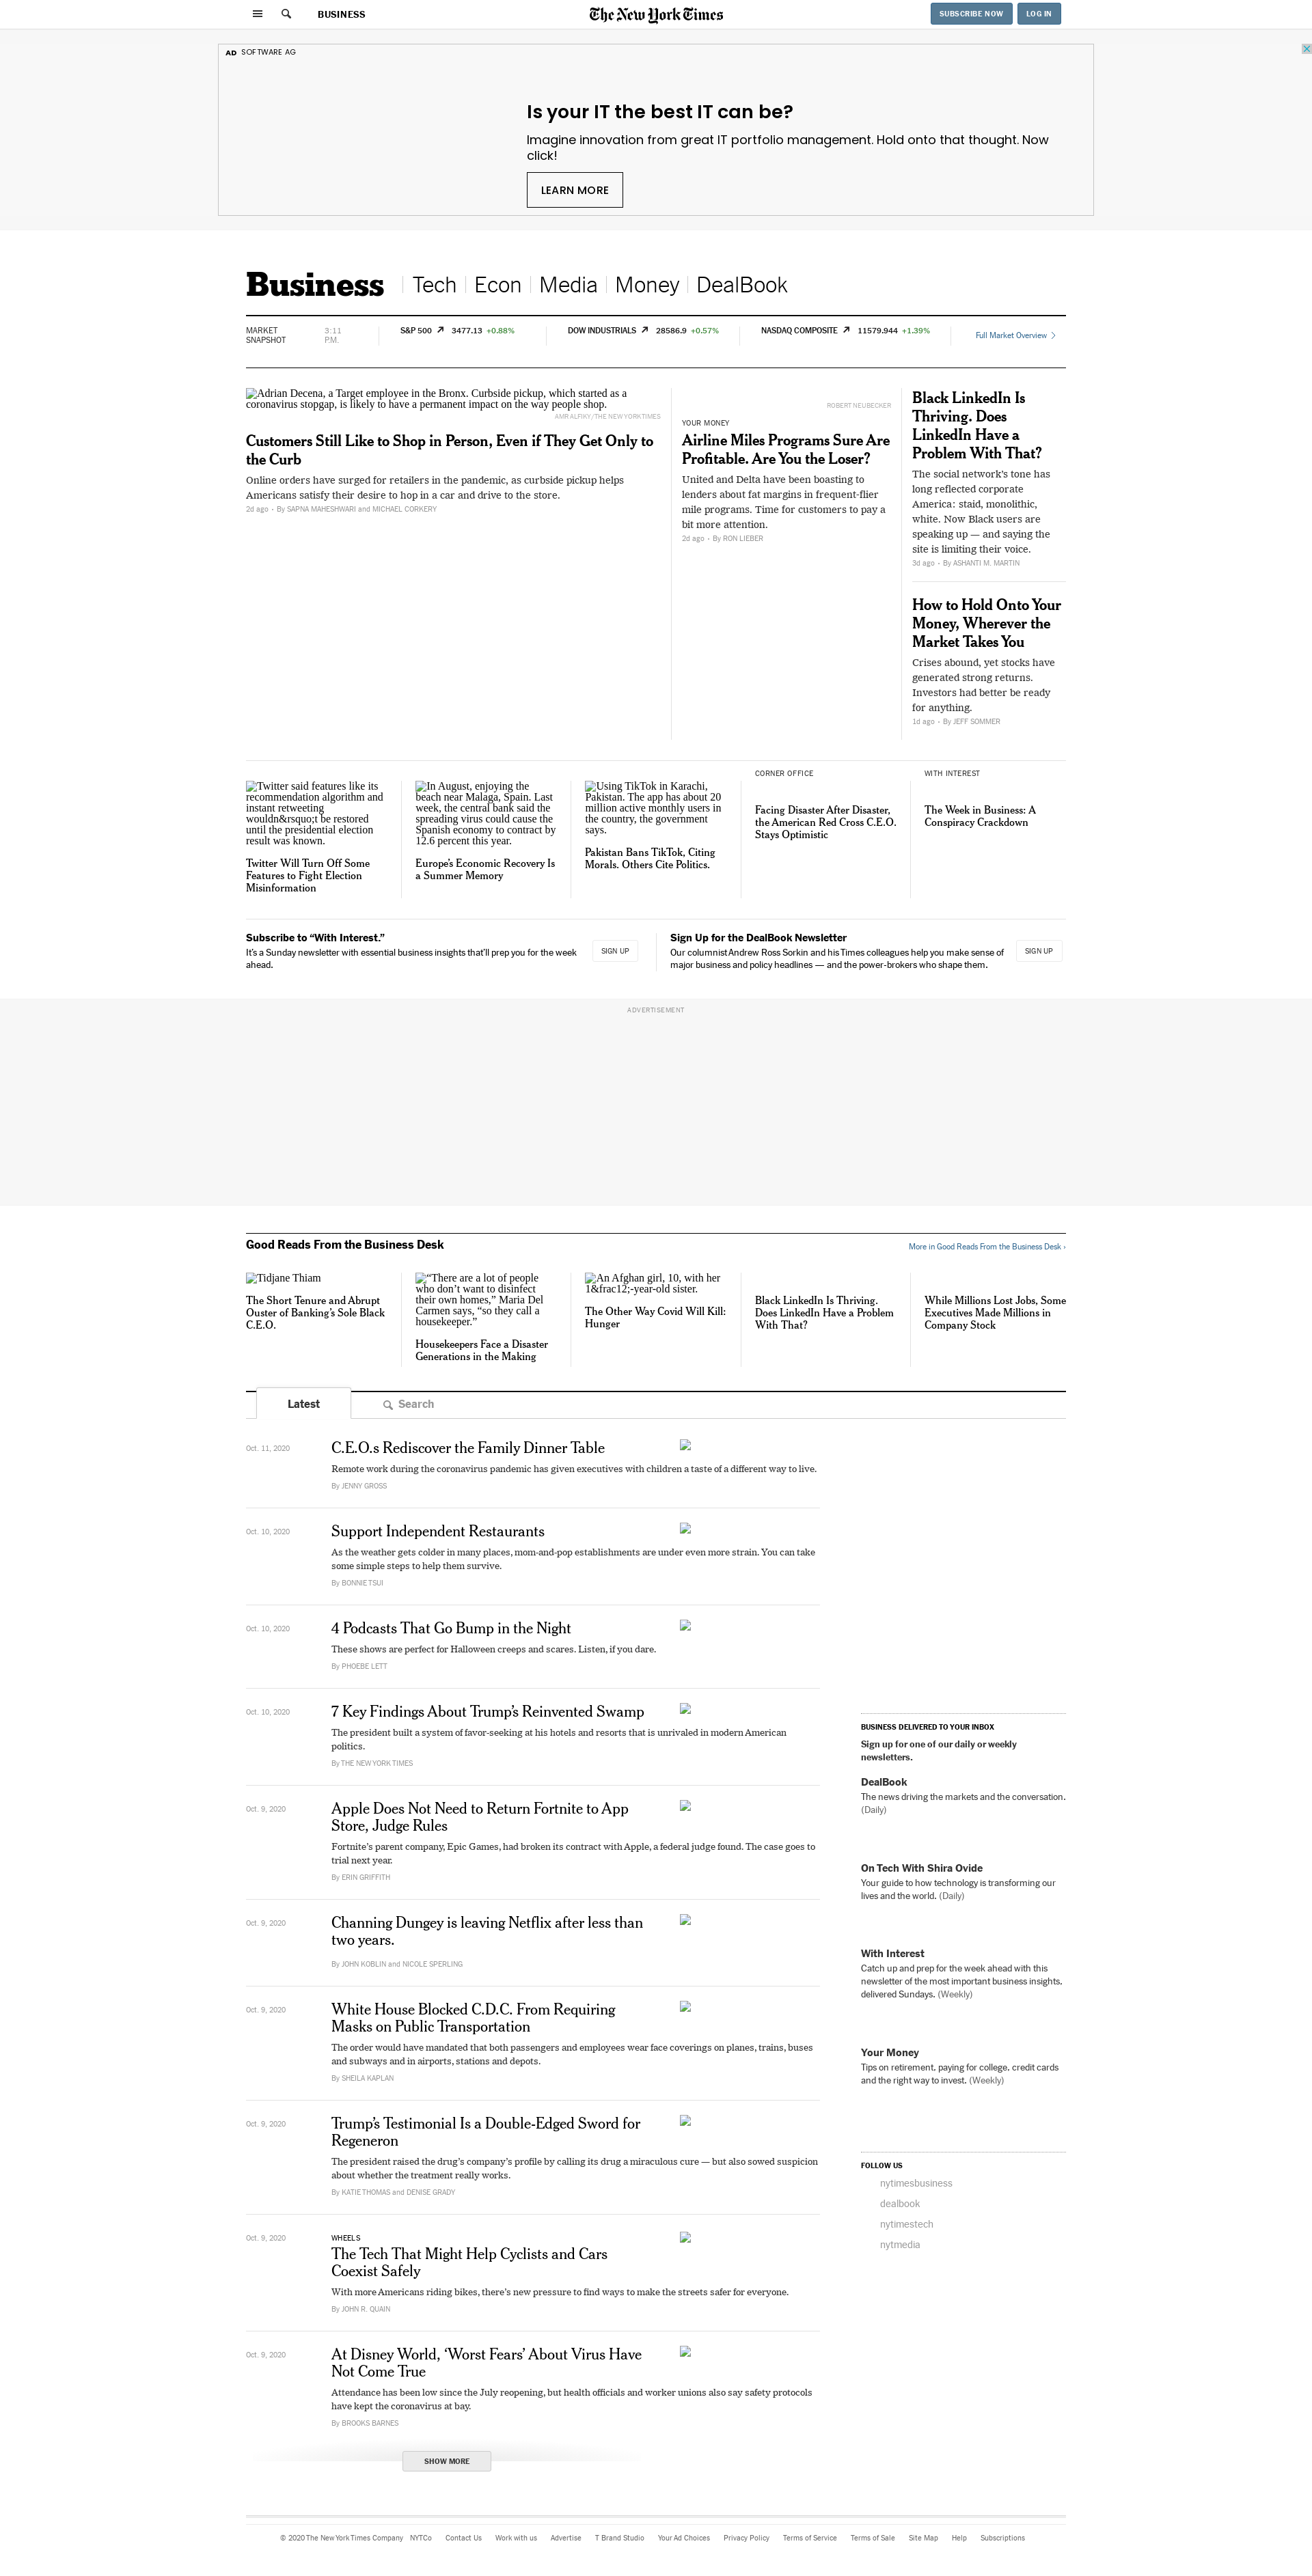 BUSINESS
The New York Times
SUBSCRIBE NOW
LOG IN
AD SOFTWARE AG
Is your IT the best IT can be?
Imagine innovation from great IT portfolio management. Hold onto that thought. Now
click!
LEARN MORE
Business
Tech
Econ
Media
Money
DealBook
MARKET
SNAPSHOT
3:11
P.M.
S&P 500 3477.13 +0.88%
DOW INDUSTRIALS 28586.9 +0.57%
NASDAQ COMPOSITE 11579.944 +1.39%
Full Market Overview
Adrian Decena, a Target employee in the Bronx. Curbside pickup, which started as a
coronavirus stopgap, is likely to have a permanent impact on the way people shop.
AMR ALFIKY/THE NEW YORK TIMES
Customers Still Like to Shop in Person, Even if They Get Only to
the Curb
Online orders have surged for retailers in the pandemic, as curbside pickup helps
Americans satisfy their desire to hop in a car and drive to the store.
2d ago • By SAPNA MAHESHWARI and MICHAEL CORKERY
ROBERT NEUBECKER
YOUR MONEY
Airline Miles Programs Sure Are
Profitable. Are You the Loser?
United and Delta have been boasting to
lenders about fat margins in frequent-flier
mile programs. Time for customers to pay a
bit more attention.
2d ago • By RON LIEBER
Black LinkedIn Is
Thriving. Does
LinkedIn Have a
Problem With That?
The social network’s tone has
long reflected corporate
America: staid, monolithic,
white. Now Black users are
speaking up — and saying the
site is limiting their voice.
3d ago • By ASHANTI M. MARTIN
How to Hold Onto Your
Money, Wherever the
Market Takes You
Crises abound, yet stocks have
generated strong returns.
Investors had better be ready
for anything.
1d ago • By JEFF SOMMER
Twitter said features like its
recommendation algorithm and
instant retweeting
wouldn&rsquo;t be restored
until the presidential election
result was known.
Twitter Will Turn Off Some
Features to Fight Election
Misinformation
In August, enjoying the
beach near Malaga, Spain. Last
week, the central bank said the
spreading virus could cause the
Spanish economy to contract by
12.6 percent this year.
Europe’s Economic Recovery Is
a Summer Memory
Using TikTok in Karachi,
Pakistan. The app has about 20
million active monthly users in
the country, the government
says.
Pakistan Bans TikTok, Citing
Morals. Others Cite Politics.
CORNER OFFICE
Facing Disaster After Disaster,
the American Red Cross C.E.O.
Stays Optimistic
WITH INTEREST
The Week in Business: A
Conspiracy Crackdown
Subscribe to “With Interest.”
It’s a Sunday newsletter with essential business insights that’ll prep you for the week
ahead.
SIGN UP
Sign Up for the DealBook Newsletter
Our columnist Andrew Ross Sorkin and his Times colleagues help you make sense of
major business and policy headlines — and the power-brokers who shape them.
SIGN UP
ADVERTISEMENT
Good Reads From the Business Desk
More in Good Reads From the Business Desk ›
Tidjane Thiam
The Short Tenure and Abrupt
Ouster of Banking’s Sole Black
C.E.O.
“There are a lot of people
who don’t want to disinfect
their own homes,” Maria Del
Carmen says, “so they call a
housekeeper.”
Housekeepers Face a Disaster
Generations in the Making
An Afghan girl, 10, with her
1&frac12;-year-old sister.
The Other Way Covid Will Kill:
Hunger
Black LinkedIn Is Thriving.
Does LinkedIn Have a Problem
With That?
While Millions Lost Jobs, Some
Executives Made Millions in
Company Stock
Latest
Search
Oct. 11, 2020
C.E.O.s Rediscover the Family Dinner Table
Remote work during the coronavirus pandemic has given executives with children a taste of a different way to live.
By JENNY GROSS
Oct. 10, 2020
Support Independent Restaurants
As the weather gets colder in many places, mom-and-pop establishments are under even more strain. You can take
some simple steps to help them survive.
By BONNIE TSUI
Oct. 10, 2020
4 Podcasts That Go Bump in the Night
These shows are perfect for Halloween creeps and scares. Listen, if you dare.
By PHOEBE LETT
Oct. 10, 2020
7 Key Findings About Trump’s Reinvented Swamp
The president built a system of favor-seeking at his hotels and resorts that is unrivaled in modern American
politics.
By THE NEW YORK TIMES
Oct. 9, 2020
Apple Does Not Need to Return Fortnite to App
Store, Judge Rules
Fortnite’s parent company, Epic Games, had broken its contract with Apple, a federal judge found. The case goes to
trial next year.
By ERIN GRIFFITH
Oct. 9, 2020
Channing Dungey is leaving Netflix after less than
two years.
By JOHN KOBLIN and NICOLE SPERLING
Oct. 9, 2020
White House Blocked C.D.C. From Requiring
Masks on Public Transportation
The order would have mandated that both passengers and employees wear face coverings on planes, trains, buses
and subways and in airports, stations and depots.
By SHEILA KAPLAN
Oct. 9, 2020
Trump’s Testimonial Is a Double-Edged Sword for
Regeneron
The president raised the drug’s company’s profile by calling its drug a miraculous cure — but also sowed suspicion
about whether the treatment really works.
By KATIE THOMAS and DENISE GRADY
Oct. 9, 2020
WHEELS
The Tech That Might Help Cyclists and Cars
Coexist Safely
With more Americans riding bikes, there’s new pressure to find ways to make the streets safer for everyone.
By JOHN R. QUAIN
Oct. 9, 2020
At Disney World, ‘Worst Fears’ About Virus Have
Not Come True
Attendance has been low since the July reopening, but health officials and worker unions also say safety protocols
have kept the coronavirus at bay.
By BROOKS BARNES
SHOW MORE
BUSINESS DELIVERED TO YOUR INBOX
Sign up for one of our daily or weekly
newsletters.
DealBook
The news driving the markets and the conversation.
(Daily)
On Tech With Shira Ovide
Your guide to how technology is transforming our
lives and the world. (Daily)
With Interest
Catch up and prep for the week ahead with this
newsletter of the most important business insights,
delivered Sundays. (Weekly)
Your Money
Tips on retirement, paying for college, credit cards
and the right way to invest. (Weekly)
FOLLOW US
nytimesbusiness
dealbook
nytimestech
nytmedia
© 2020 The New York Times Company NYTCo Contact Us Work with us Advertise T Brand Studio Your Ad Choices Privacy Policy Terms of Service Terms of Sale Site Map Help Subscriptions